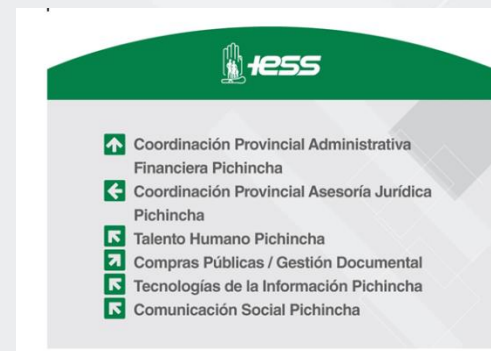 iess
Coordinación Provincial Administrativa
Financiera Pichincha
Coordinación Provincial Asesoría Jurídica
Pichincha
Talento Humano Pichincha
Compras Públicas / Gestión Documental
Tecnologías de la Información Pichincha
Comunicación Social Pichincha